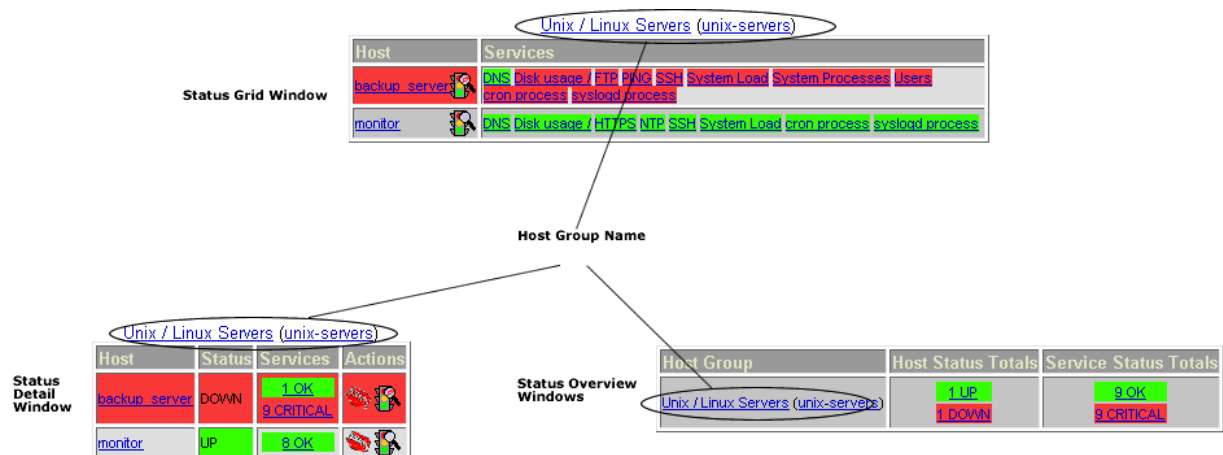 Unix / Linux Servers (unix-servers)
Host Services
backup_server DNS Disk usage / FTP PING SSH System Load System Processes Users
cron process syslogd process
Status Grid Window
monitor DNS Disk usage / HTTPS NTP SSH System Load cron process syslogd process
Host Group Name
Unix / Linux Servers (unix-servers)
Host Status Services Actions
Status
Detail
Window
backup_server DOWN 1 OK
9 CRITICAL
monitor UP 8 OK
Status Overview
Windows
Host Group Host Status Totals Service Status Totals
Unix / Linux Servers (unix-servers) 1 UP 9 OK
1 DOWN 9 CRITICAL